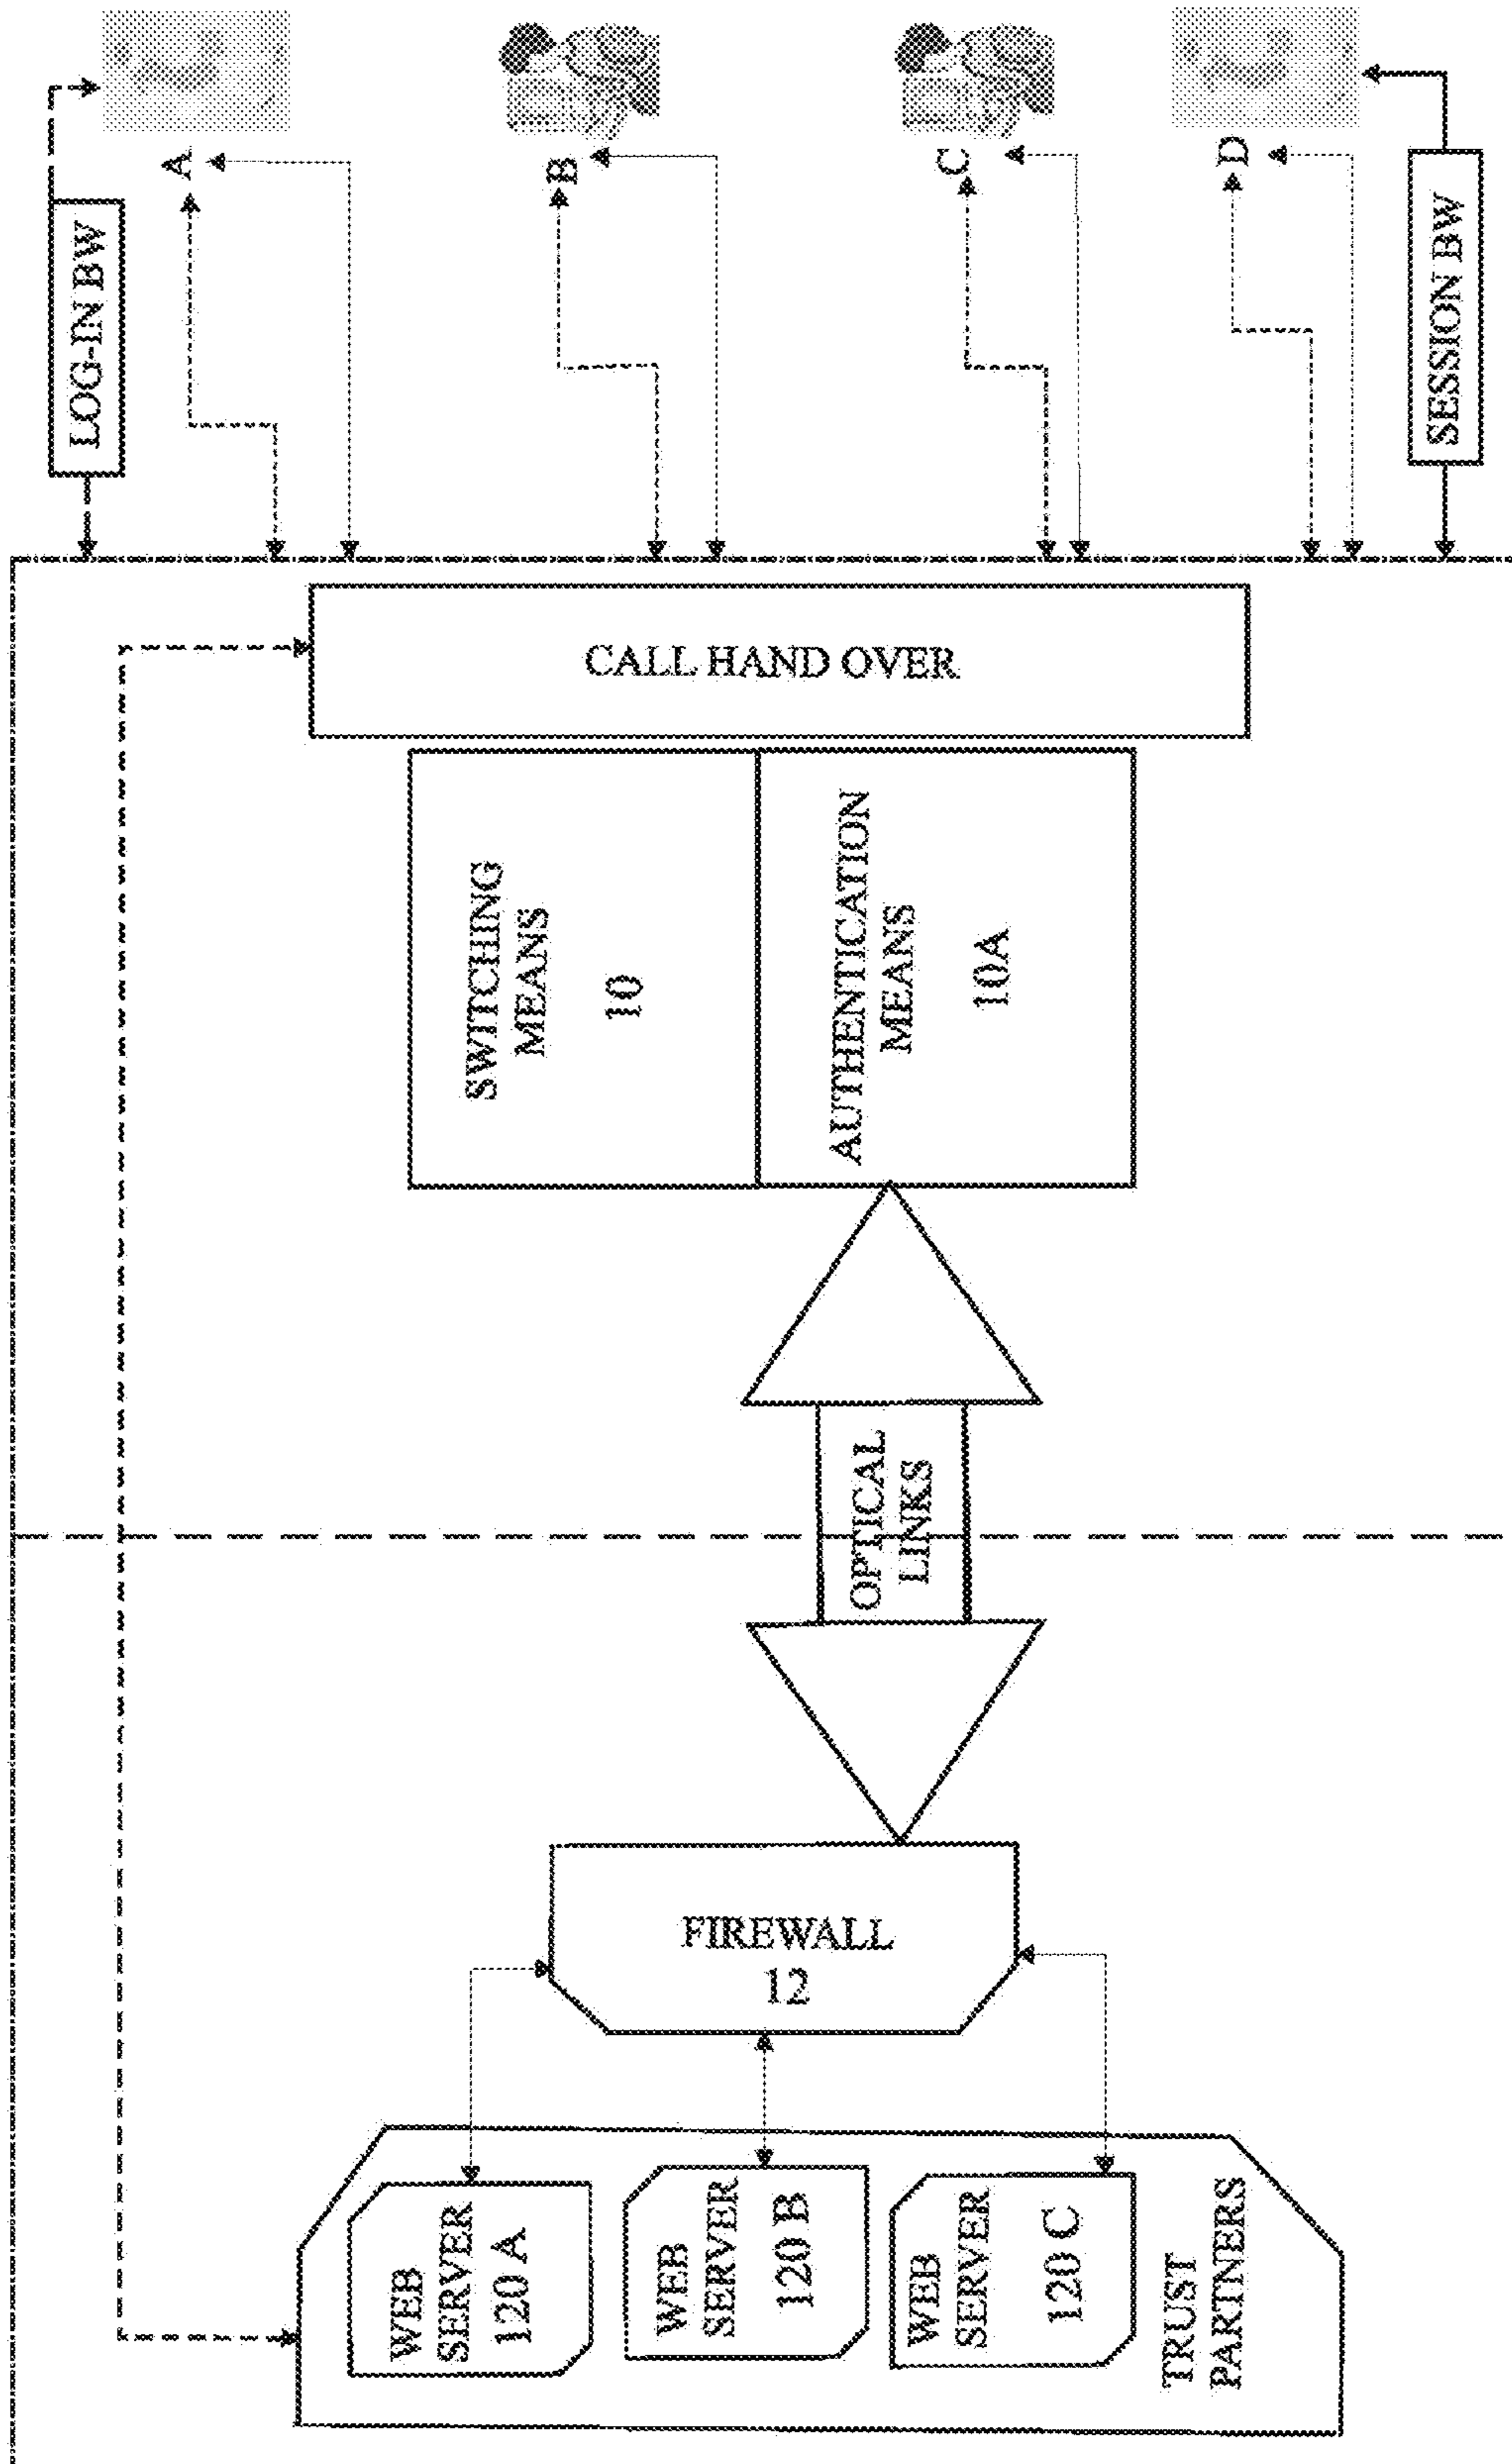 LOG-IN BW
A
B
C
D
SESSION BW
CALL HAND OVER
SWITCHING
MEANS
10
AUTHENTICATION
MEANS
10A
OPTICAL
LINKS
FIREWALL
12
WEB
SERVER
120 A
WEB
SERVER
120 B
WEB
SERVER
120 C
TRUST
PARTNERS